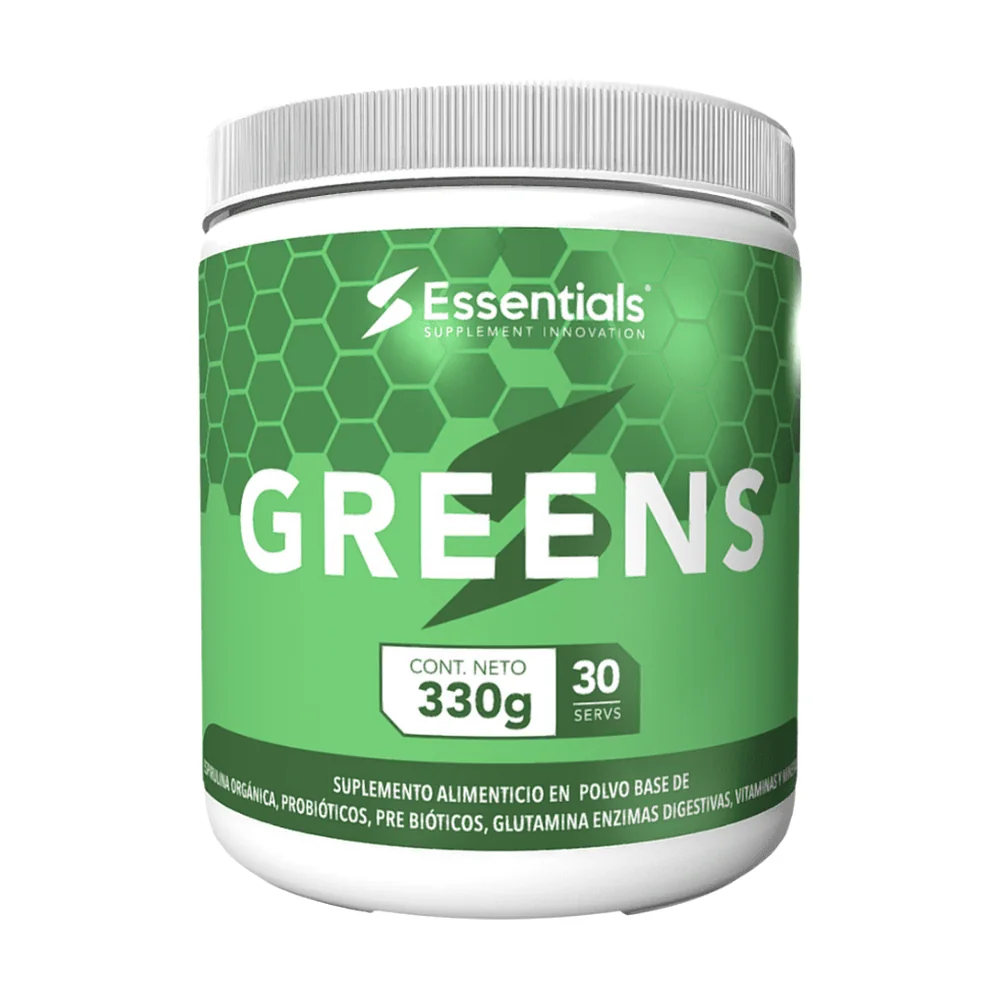 Essentials®
SUPPLEMENT INNOVATION
GREENS
CONT. NETO
330g
30
SERVS
SUPLEMENTO ALIMENTICIO EN POLVO BASE DE
ORGÁNICA, PROBIÓTICOS, PRE BIÓTICOS, GLUTAMINA ENZIMAS DIGESTIVAS, VITAMINAS Y